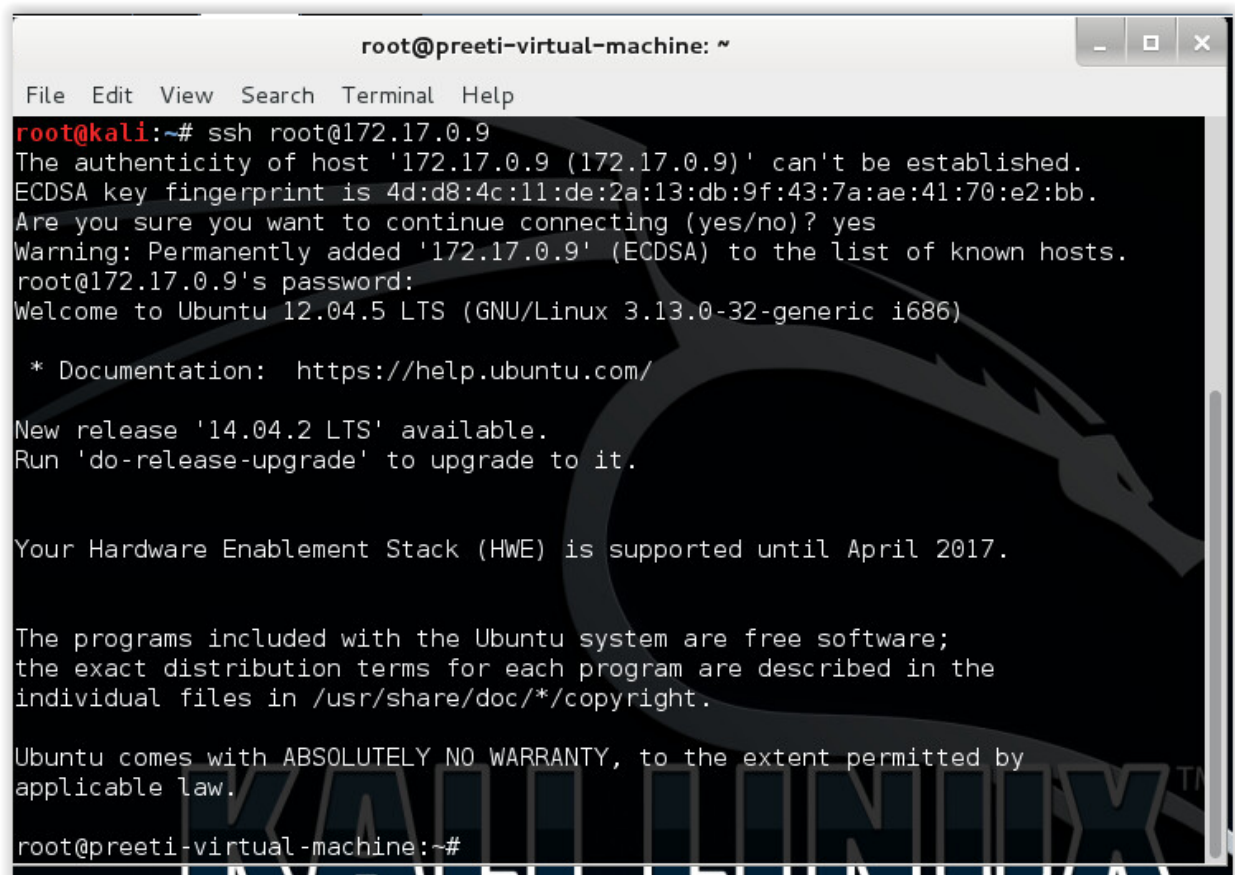 root@preeti-virtual-machine: ~
File Edit View Search Terminal Help
root@kali:~# ssh root@172.17.0.9
The authenticity of host '172.17.0.9 (172.17.0.9)' can't be established.
ECDSA key fingerprint is 4d:d8:4c:11:de:2a:13:db:9f:43:7a:ae:41:70:e2:bb.
Are you sure you want to continue connecting (yes/no)? yes
Warning: Permanently added '172.17.0.9' (ECDSA) to the list of known hosts.
root@172.17.0.9's password:
Welcome to Ubuntu 12.04.5 LTS (GNU/Linux 3.13.0-32-generic i686)
* Documentation: https://help.ubuntu.com/
New release '14.04.2 LTS' available.
Run 'do-release-upgrade' to upgrade to it.
Your Hardware Enablement Stack (HWE) is supported until April 2017.
The programs included with the Ubuntu system are free software;
the exact distribution terms for each program are described in the
individual files in /usr/share/doc/*/copyright.
Ubuntu comes with ABSOLUTELY NO WARRANTY, to the extent permitted by
applicable law.
KALI LINUX TM
root@preeti-virtual-machine:~#